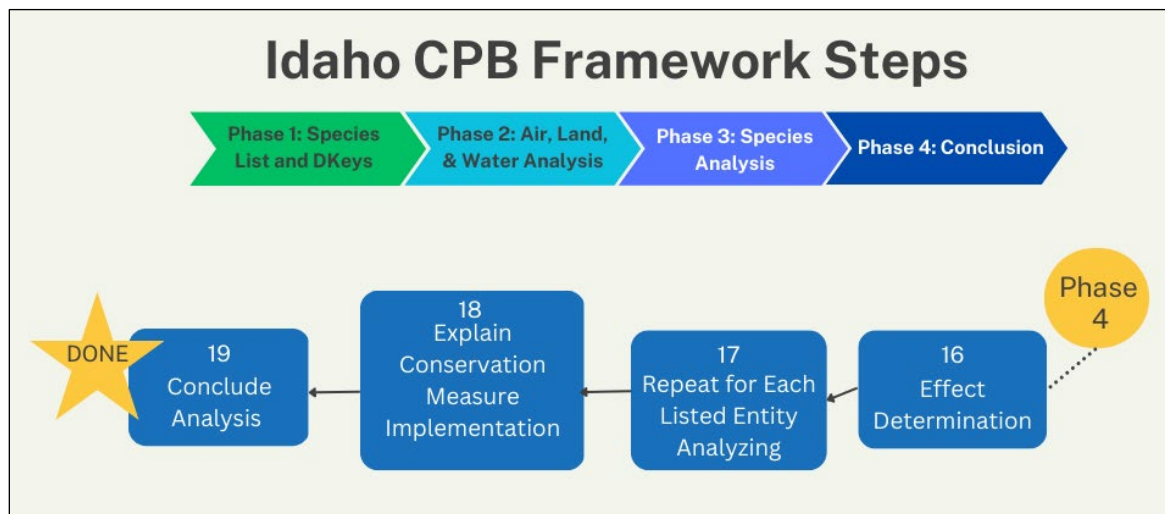 Idaho CPB Framework Steps
Phase 1: Species
List and DKeys
Phase 2: Air, Land,
& Water Analysis
Phase 3: Species
Analysis
Phase 4: Conclusion
Phase
4
DONE
19
Conclude
Analysis
18
Explain
Conservation
Measure
Implementation
17
Repeat for Each
Listed Entity
Analyzing
16
Effect
Determination